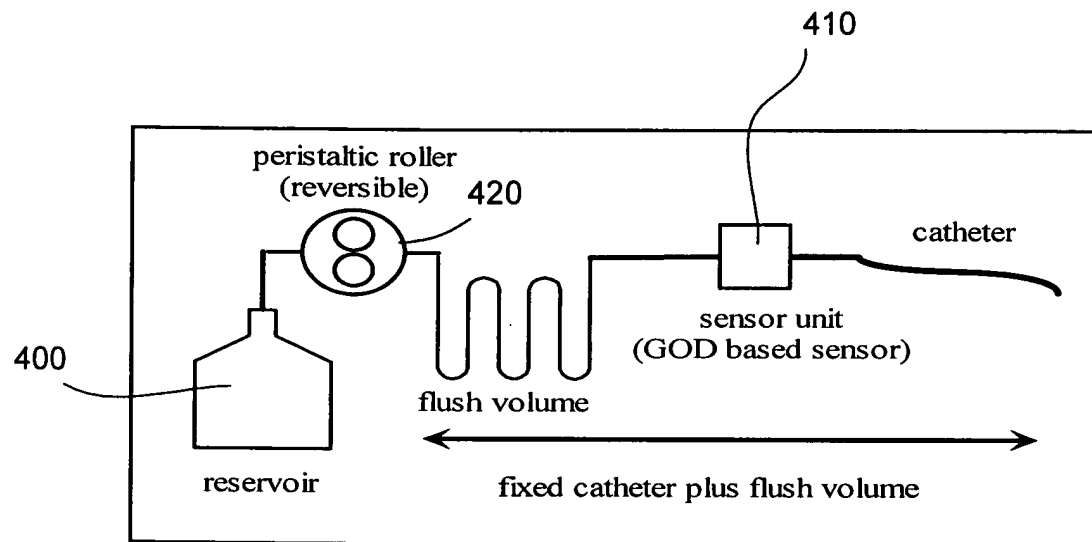 410
peristaltic roller
(reversible)
420
catheter
sensor unit
(GOD based sensor)
400
flush volume
reservoir
fixed catheter plus flush volume